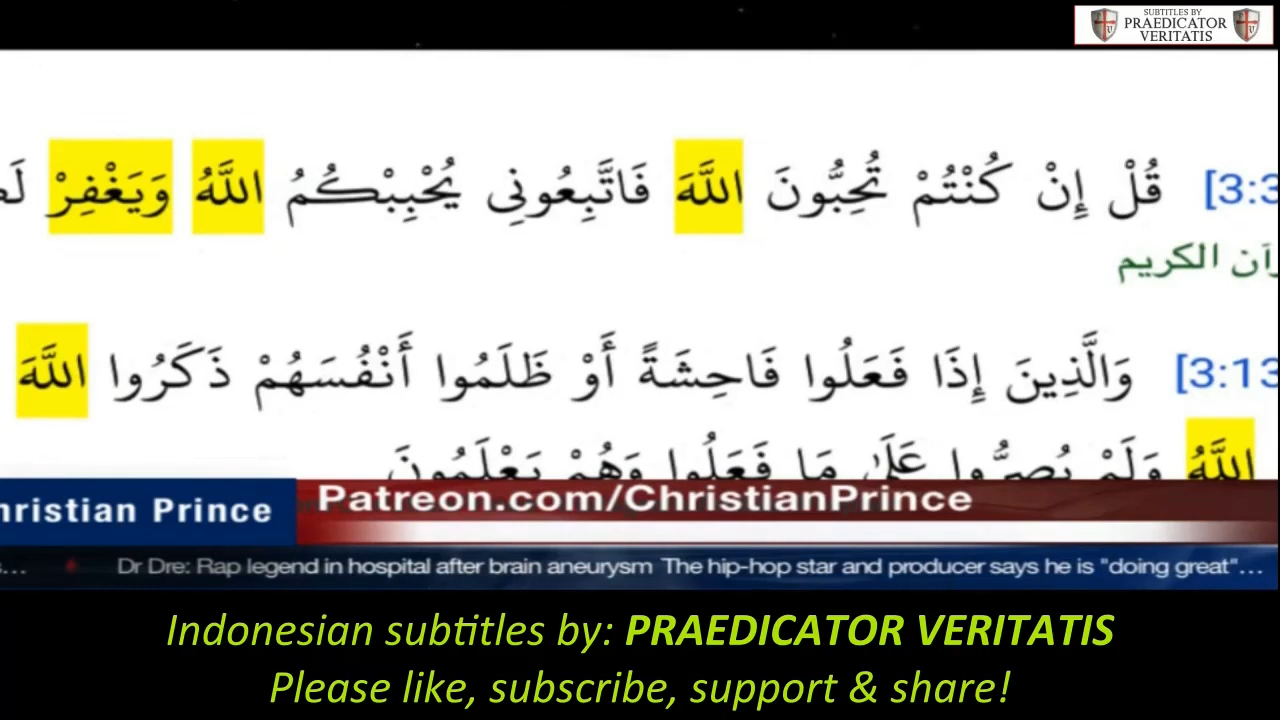 SUBTITLES BY
PRAEDICATOR
VERITATIS
[3:3
قُلْ إِنْ كُنْتُمْ تُحِبُّونَ اللَّهَ فَاتَّبِعُونِي يُحْبِبْكُمُ اللَّهُ وَيَغْفِرْ
الكريم
[3:13
وَالَّذِينَ إِذَا فَعَلُوا فَاحِشَةً أَوْ ظَلَمُوا أَنْفُسَهُمْ ذَكَرُوا اللَّهَ
اللَّهُ وَلَمْ يُصِرُّوا عَلَىٰ مَا فَعَلُوا وَهُمْ يَعْلَمُونَ
hristian Prince
Patreon.com/ChristianPrince
s... Dr Dre: Rap legend in hospital after brain aneurysm The hip-hop star and producer says he is "doing great"...
Indonesian subtitles by: PRAEDICATOR VERITATIS
Please like, subscribe, support & share!